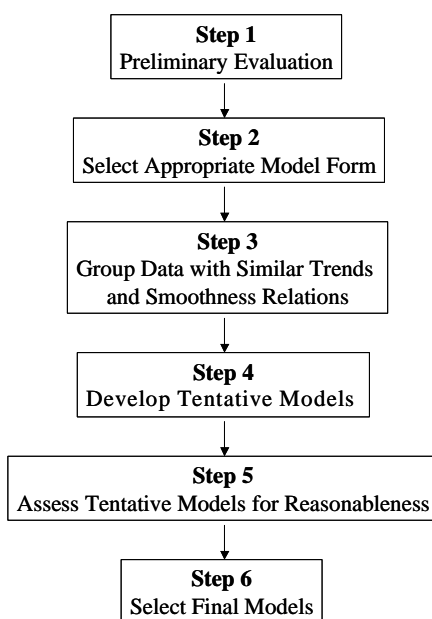 Step 1
Preliminary Evaluation
Step 2
Select Appropriate Model Form
Step 3
Group Data with Similar Trends
and Smoothness Relations
Step 4
Develop Tentative Models
Step 5
Assess Tentative Models for Reasonableness
Step 6
Select Final Models